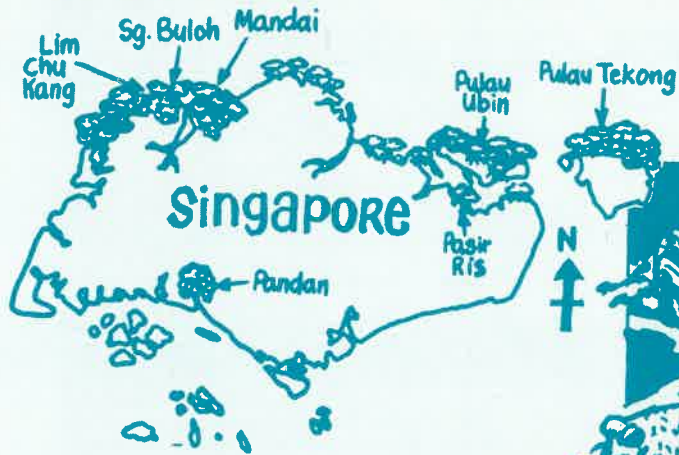 Lim
Chu
Kang
Sg. Buloh
Mandai
Pulau
Ubin
Pulau Tekong
Singapore
Pasir
Ris
N
Pandan